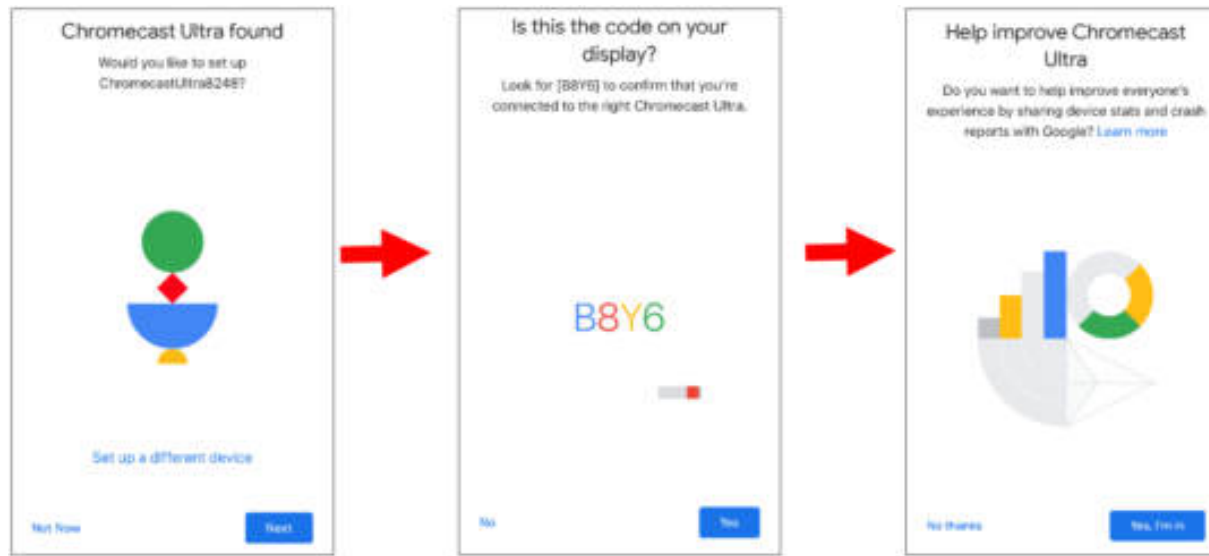 Chromecast Ultra found
Would you like to set up
ChromecastUltra8248?
Set up a different device
Not Now
Next
Is this the code on your
display?
Look for [B8Y6] to confirm that you're
connected to the right Chromecast Ultra.
B8Y6
No
Yes
Help improve Chromecast
Ultra
Do you want to help improve everyone's
experience by sharing device stats and crash
reports with Google? Learn more
No thanks
Yes, I'm in